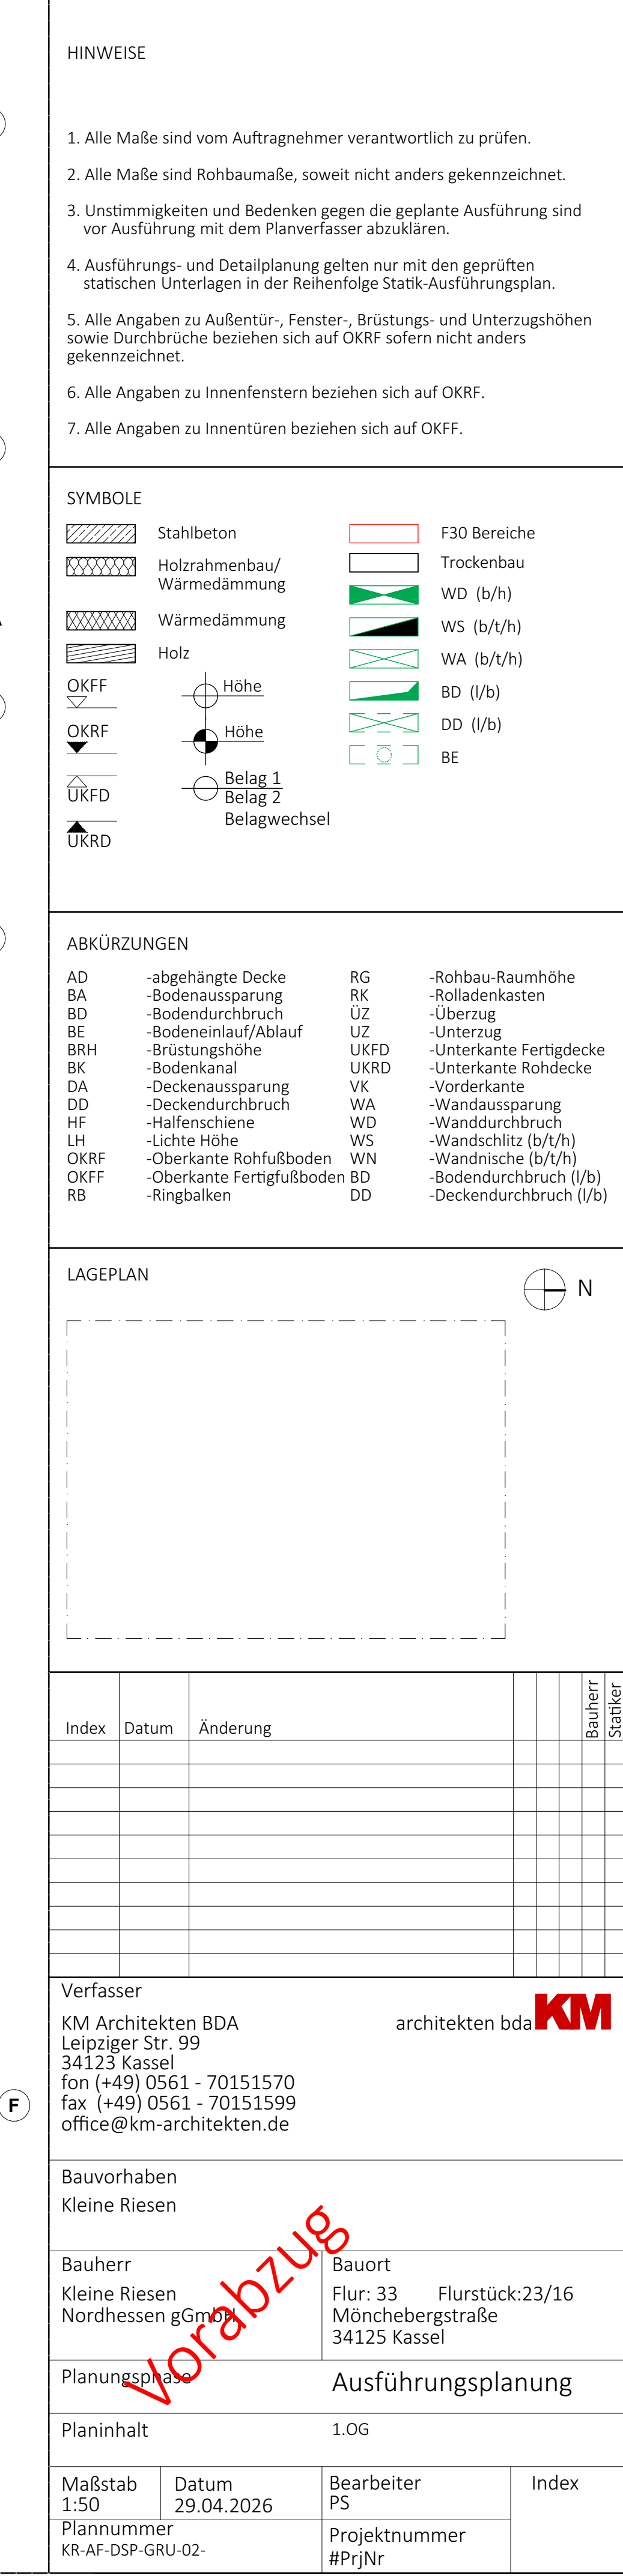 HINWEISE
1. Alle Maße sind vom Auftragnehmer verantwortlich zu prüfen.
2. Alle Maße sind Rohbaumaße, soweit nicht anders gekennzeichnet.
3. Unstimmigkeiten und Bedenken gegen die geplante Ausführung sind
vor Ausführung mit dem Planverfasser abzuklären.
4. Ausführungs- und Detailplanung gelten nur mit den geprüften
statischen Unterlagen in der Reihenfolge Statik-Ausführungsplan.
5. Alle Angaben zu Außentür-, Fenster-, Brüstungs- und Unterzugshöhen
sowie Durchbrüche beziehen sich auf OKRF sofern nicht anders
gekennzeichnet.
6. Alle Angaben zu Innenfenstern beziehen sich auf OKRF.
7. Alle Angaben zu Innentüren beziehen sich auf OKFF.
SYMBOLE
Stahlbeton
Holzrahmenbau/
Wärmedämmung
Wärmedämmung
Holz
OKFF
OKRF
UKFD
UKRD
Höhe
Höhe
Belag 1
Belag 2
Belagwechsel
F30 Bereiche
Trockenbau
WD (b/h)
WS (b/t/h)
WA (b/t/h)
BD (l/b)
DD (l/b)
BE
ABKÜRZUNGEN
AD -abgehängte Decke
BA -Bodenaussparung
BD -Bodendurchbruch
BE -Bodeneinlauf/Ablauf
BRH -Brüstungshöhe
BK -Bodenkanal
DA -Deckenaussparung
DD -Deckendurchbruch
HF -Halfenschiene
LH -Lichte Höhe
OKRF -Oberkante Rohfußboden
OKFF -Oberkante Fertigfußboden
RB -Ringbalken
RG -Rohbau-Raumhöhe
RK -Rolladenkasten
ÜZ -Überzug
UZ -Unterzug
UKFD -Unterkante Fertigdecke
UKRD -Unterkante Rohdecke
VK -Vorderkante
WA -Wandaussparung
WD -Wanddurchbruch
WS -Wandschlitz (b/t/h)
WN -Wandnische (b/t/h)
BD -Bodendurchbruch (l/b)
DD -Deckendurchbruch (l/b)
LAGEPLAN
N
Index Datum Änderung Bauherr Statiker
Verfasser
KM Architekten BDA
Leipziger Str. 99
34123 Kassel
fon (+49) 0561 - 70151570
fax (+49) 0561 - 70151599
office@km-architekten.de
architekten bda KM
F
Bauvorhaben
Kleine Riesen
Bauherr
Kleine Riesen
Nordhessen gGmbH
Bauort
Flur: 33 Flurstück:23/16
Mönchebergstraße
34125 Kassel
Vorabzug
Planungsphase
Ausführungsplanung
Planinhalt
1.OG
Maßstab
1:50
Datum
29.04.2026
Bearbeiter
PS
Index
Plannummer
KR-AF-DSP-GRU-02-
Projektnummer
#PrjNr